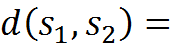 d(s₁, s₂) =